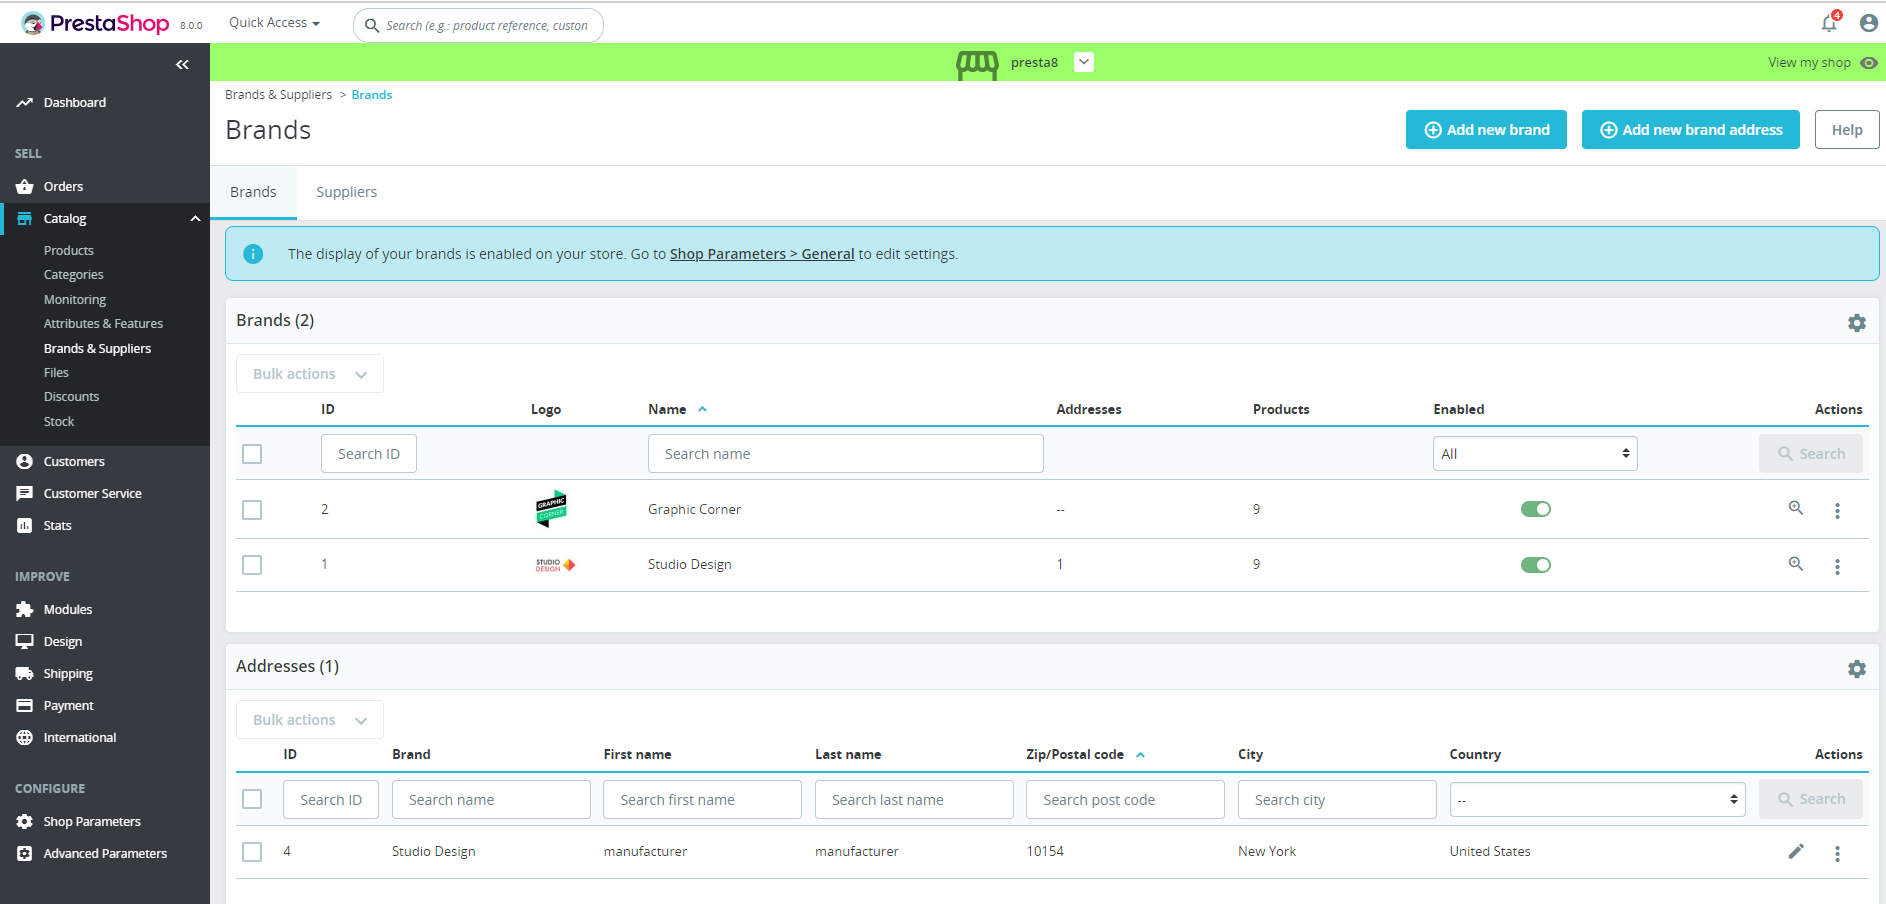 PrestaShop 8.0.0 Quick Access Search (e.g.: product reference, custon 4
presta8 View my shop
Brands & Suppliers > Brands
Brands
Add new brand Add new brand address Help
Brands Suppliers
The display of your brands is enabled on your store. Go to Shop Parameters > General to edit settings.
Dashboard
SELL
Orders
Catalog
Products
Categories
Monitoring
Attributes & Features
Brands & Suppliers
Files
Discounts
Stock
Customers
Customer Service
Stats
IMPROVE
Modules
Design
Shipping
Payment
International
CONFIGURE
Shop Parameters
Advanced Parameters
Brands (2)
Bulk actions
ID Logo Name Addresses Products Enabled Actions
Search ID Search name All Search
2 GRAPHIC CORNER Graphic Corner -- 9
1 STUDIO DESIGN Studio Design 1 9
Addresses (1)
Bulk actions
ID Brand First name Last name Zip/Postal code City Country Actions
Search ID Search name Search first name Search last name Search post code Search city -- Search
4 Studio Design manufacturer manufacturer 10154 New York United States